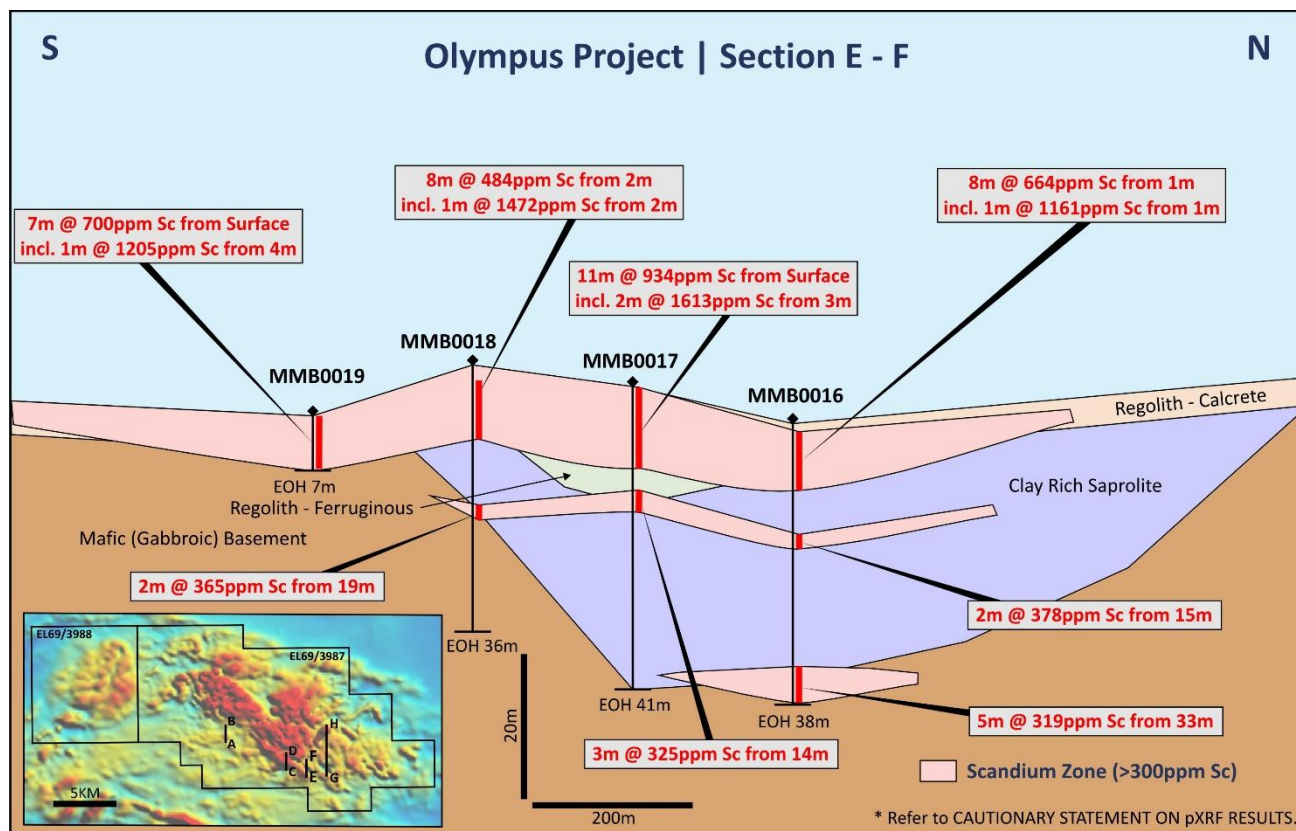 S
Olympus Project | Section E - F
N
8m @ 484ppm Sc from 2m
incl. 1m @ 1472ppm Sc from 2m
8m @ 664ppm Sc from 1m
incl. 1m @ 1161ppm Sc from 1m
7m @ 700ppm Sc from Surface
incl. 1m @ 1205ppm Sc from 4m
11m @ 934ppm Sc from Surface
incl. 2m @ 1613ppm Sc from 3m
MMB0018
MMB0017
MMB0019
MMB0016
Regolith - Calcrete
EOH 7m
Clay Rich Saprolite
Regolith - Ferruginous
Mafic (Gabbroic) Basement
2m @ 365ppm Sc from 19m
2m @ 378ppm Sc from 15m
EL69/3988
EL69/3987
EOH 36m
20m
EOH 41m
EOH 38m
5m @ 319ppm Sc from 33m
3m @ 325ppm Sc from 14m
B
A
H
D
F
C
E
G
5KM
Scandium Zone (>300ppm Sc)
200m
* Refer to CAUTIONARY STATEMENT ON pXRF RESULTS.